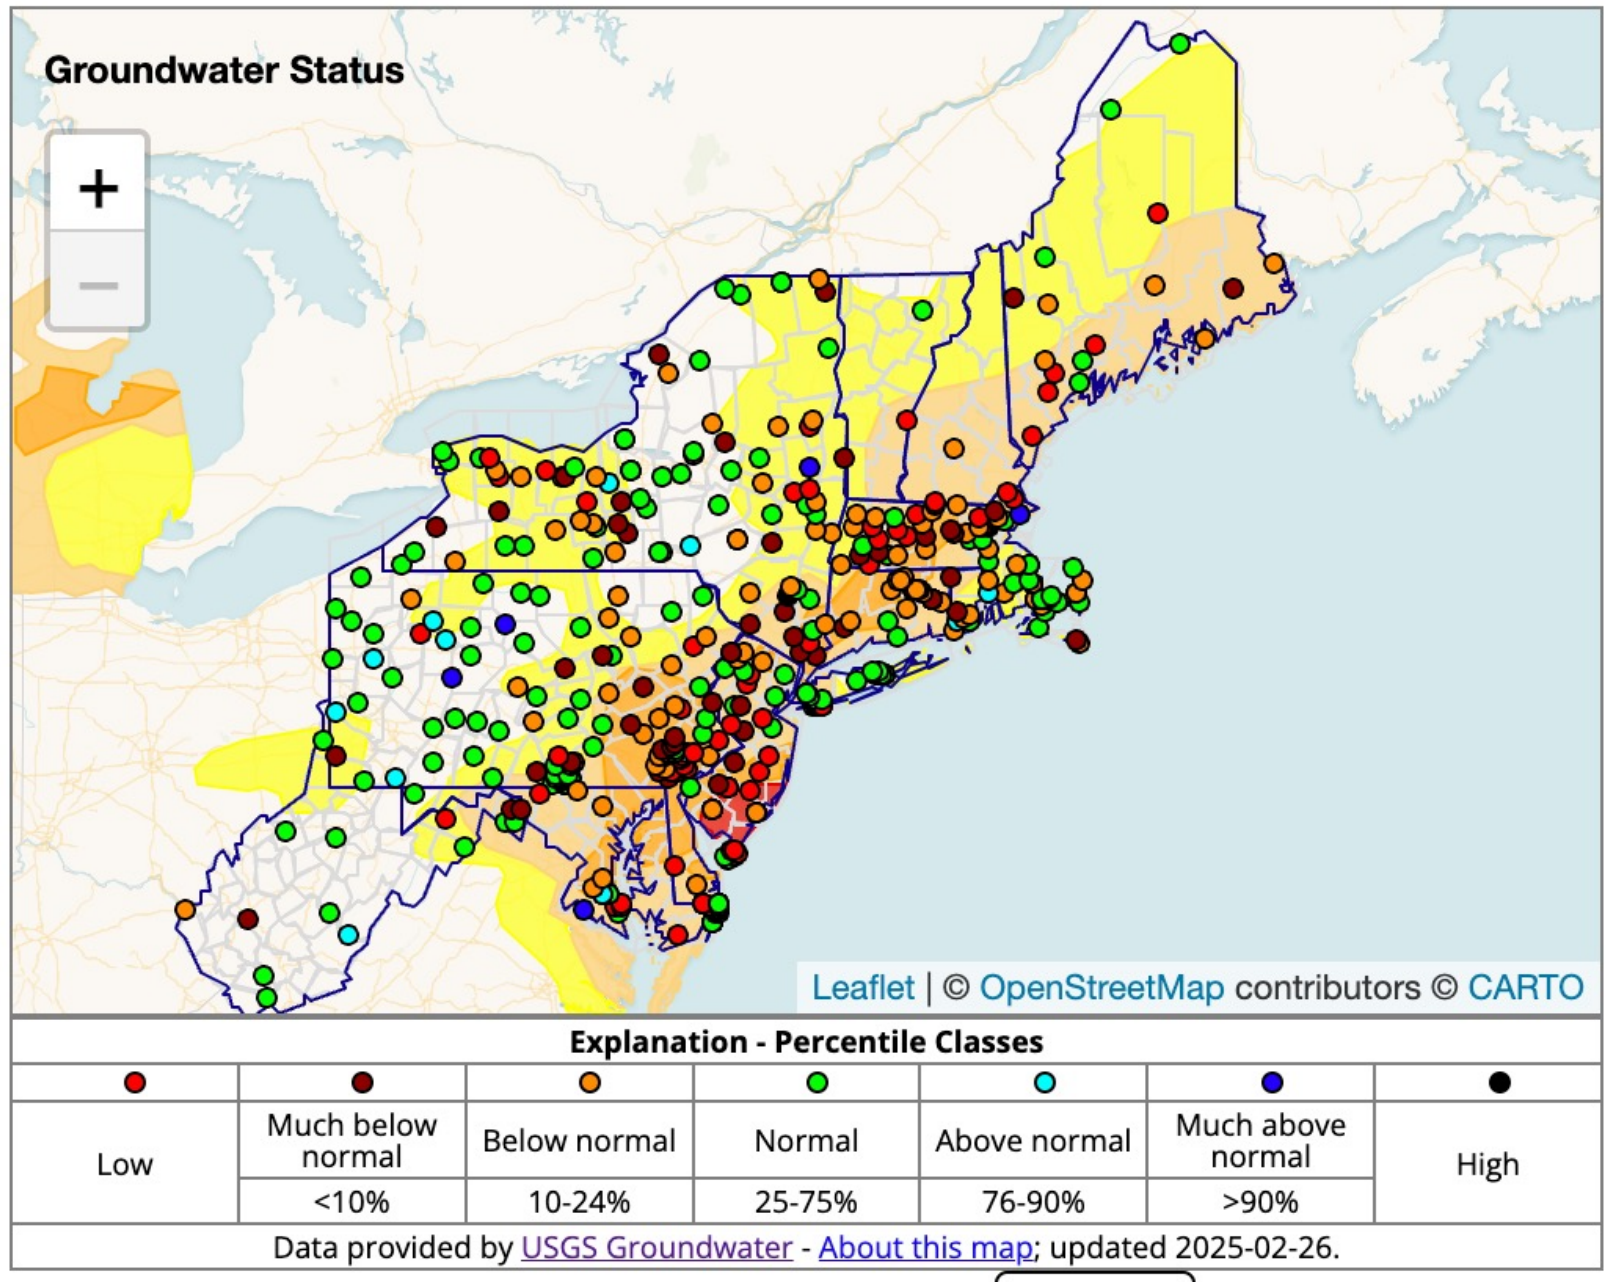 Groundwater Status
+
−
Leaflet | © OpenStreetMap contributors © CARTO
Explanation - Percentile Classes
Low
Much below
normal
<10%
Below normal
10-24%
Normal
25-75%
Above normal
76-90%
Much above
normal
>90%
High
Data provided by USGS Groundwater - About this map; updated 2025-02-26.